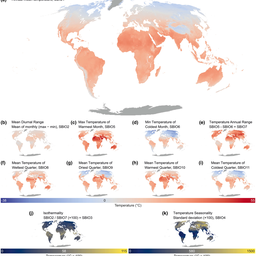 (b) Mean Diurnal Range
Mean of monthly (max - min), SBIO2
(c) Max Temperature of
Warmest Month, SBIO5
(d) Min Temperature of
Coldest Month, SBIO6
(e) Temperature Annual Range
SBIO5 - SBIO6 = SBIO7
(f) Mean Temperature of
Wettest Quarter, SBIO8
(g) Mean Temperature of
Driest Quarter, SBIO9
(h) Mean Temperature of
Warmest Quarter, SBIO10
(i) Mean Temperature of
Coldest Quarter, SBIO11
Temperature (°C)
(j) Isothermality
SBIO2 / SBIO7 (×100) = SBIO3
(k) Temperature Seasonality
Standard deviation (×100), SBIO4